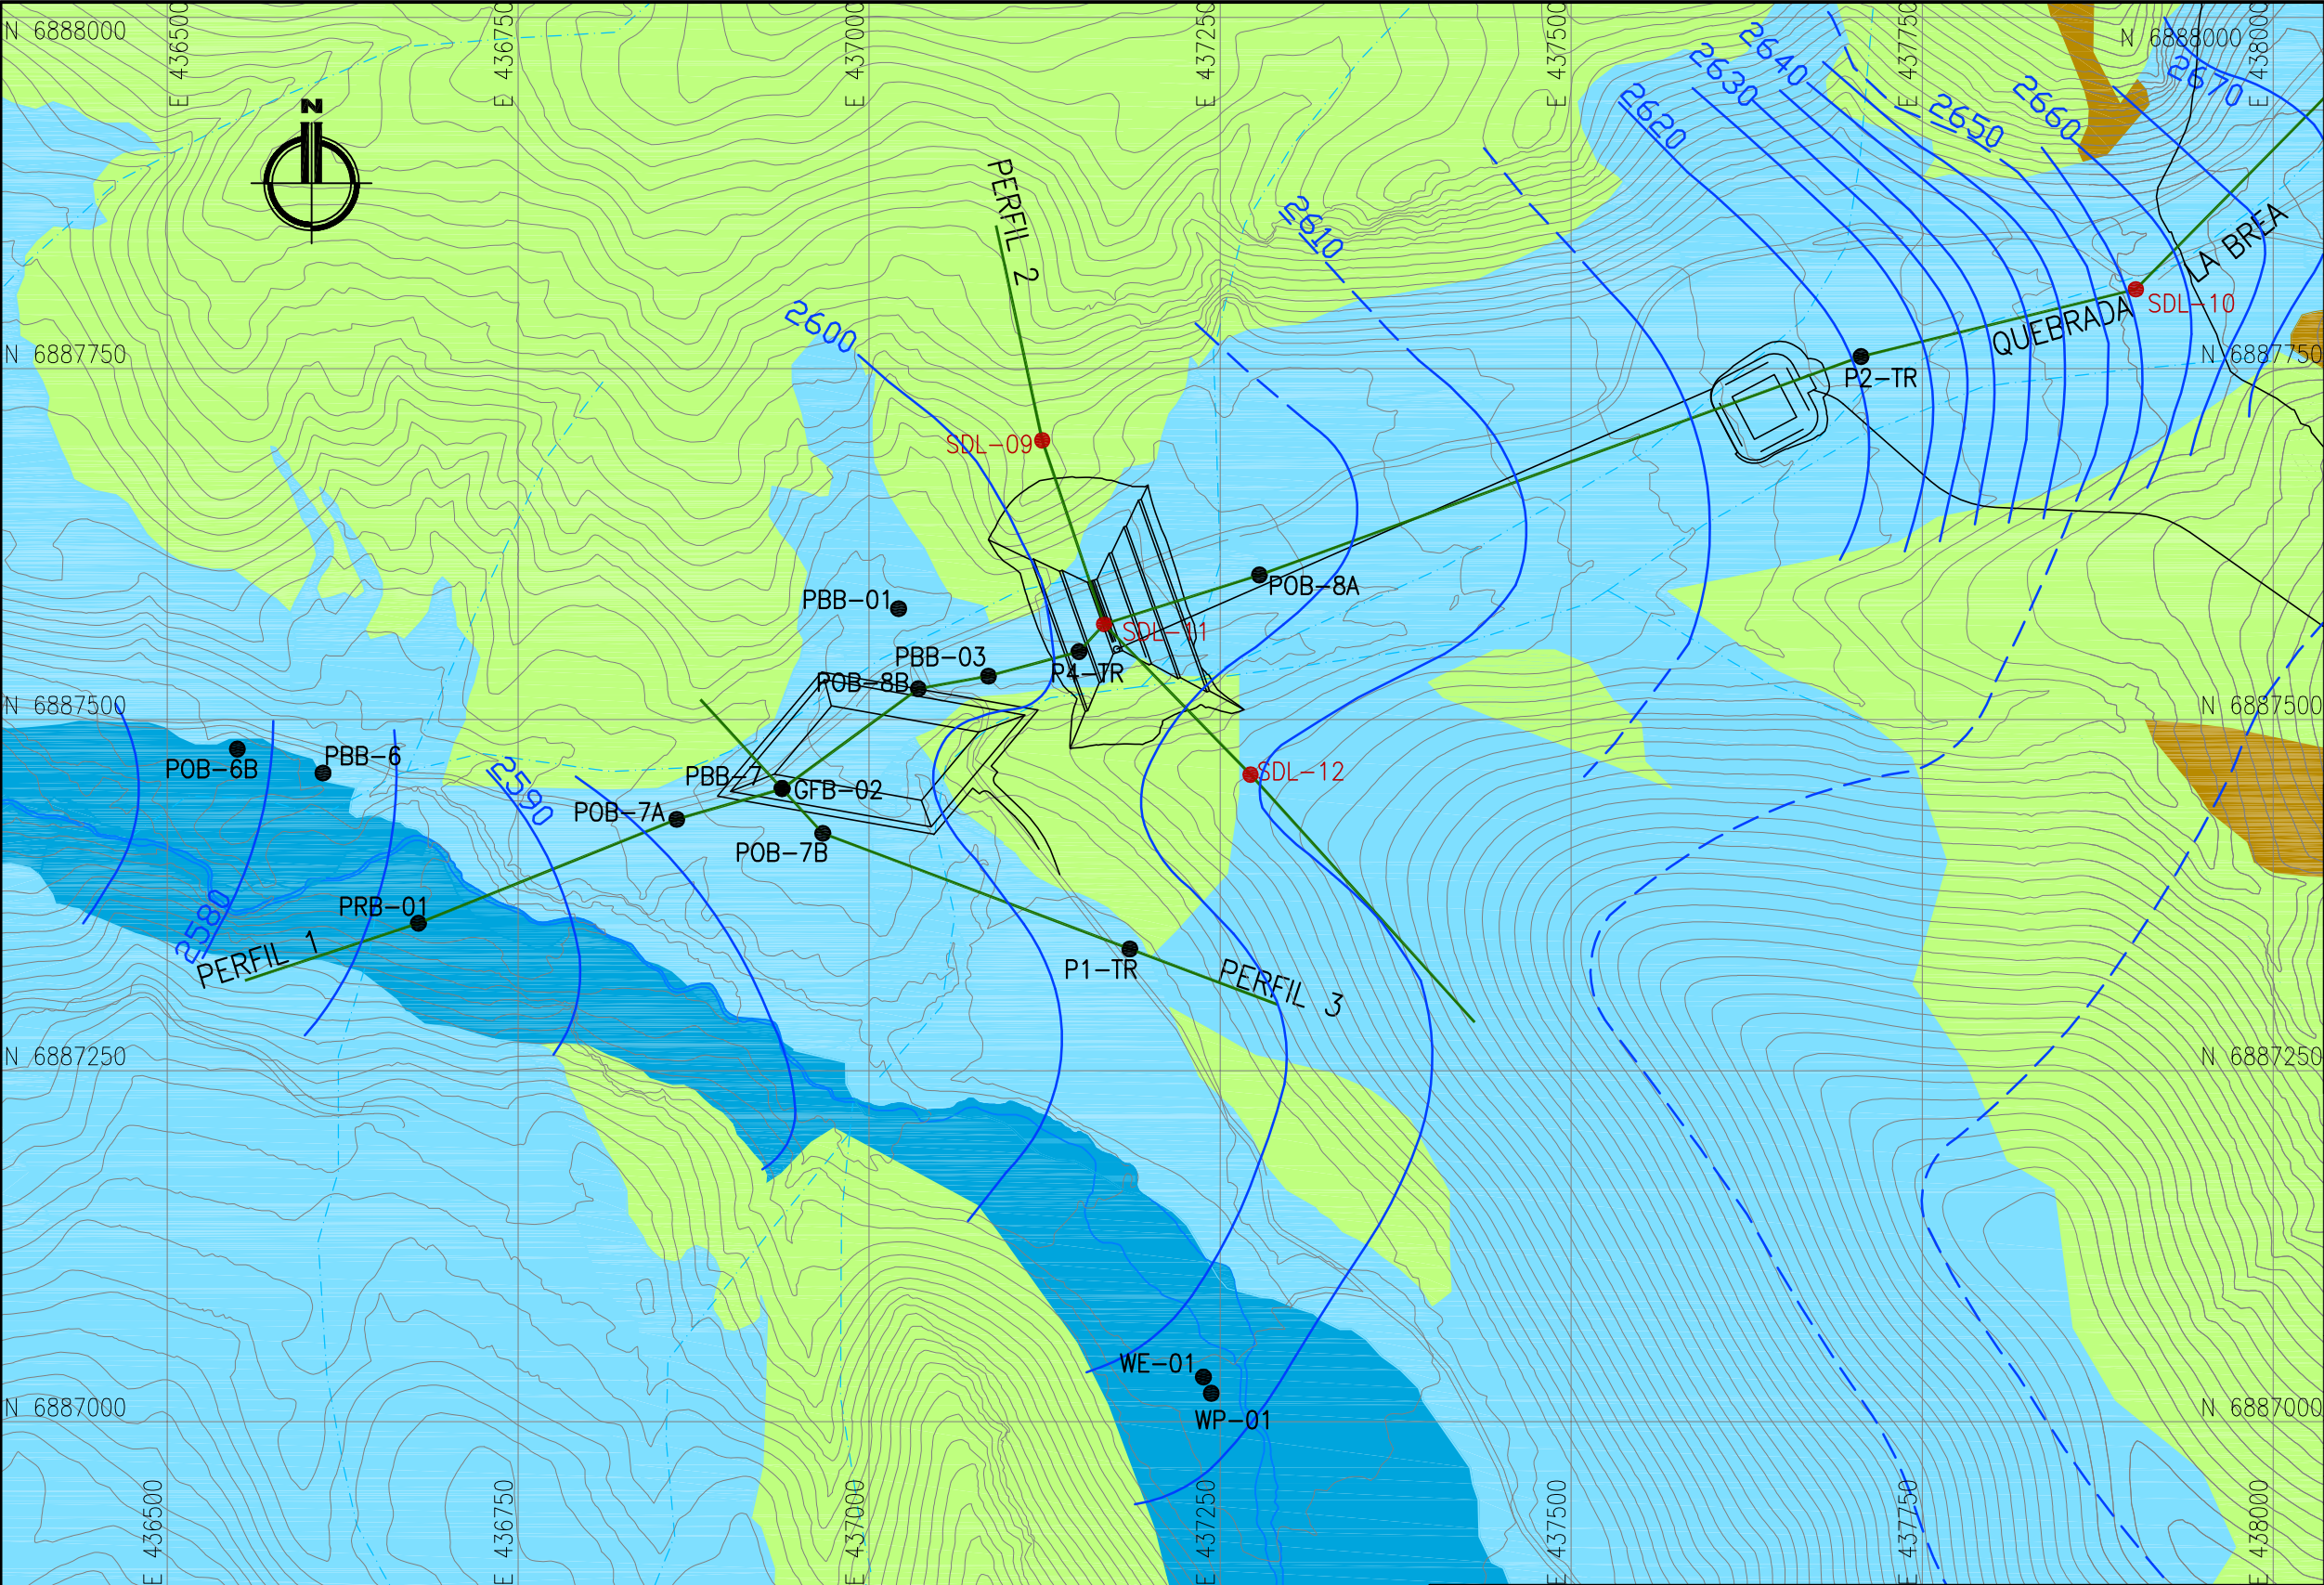 E 436500
E 436750
E 437000
E 437250
E 437500
E 437750
E 438000
N 6888000
N 6888000
N
2640
2630
2620
2670
2660
2650
2610
2600
PERFIL 2
LA BREA
QUEBRADA
SDL-10
N 6887750
N 6887750
P2-TR
SDL-09
POB-8A
PBB-01
SDL-11
PBB-03
P4-TR
POB-8B
N 6887500
N 6887500
POB-6B
PBB-6
2590
PBB-7
GFB-02
SDL-12
POB-7A
POB-7B
PRB-01
2580
PERFIL 1
P1-TR
PERFIL 3
N 6887250
N 6887250
WE-01
WP-01
N 6887000
N 6887000
E 436500
E 436750
E 437000
E 437250
E 437500
E 437750
E 438000